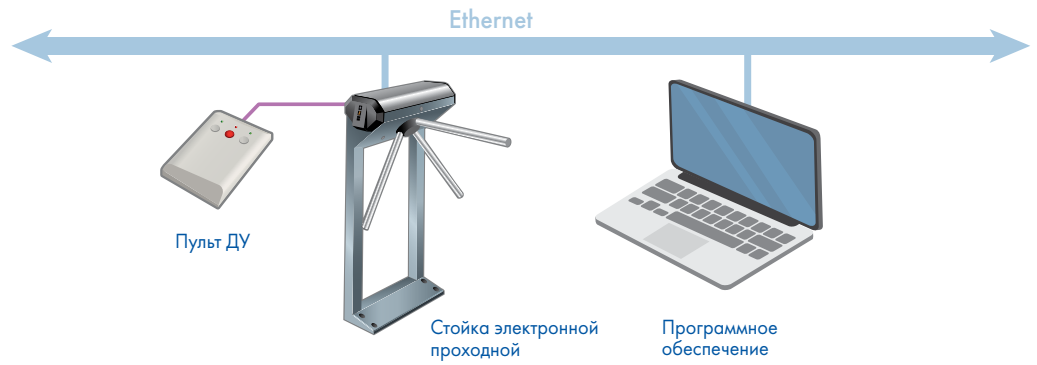 Ethernet
Пульт ДУ
Стойка электронной
проходной
Программное
обеспечение